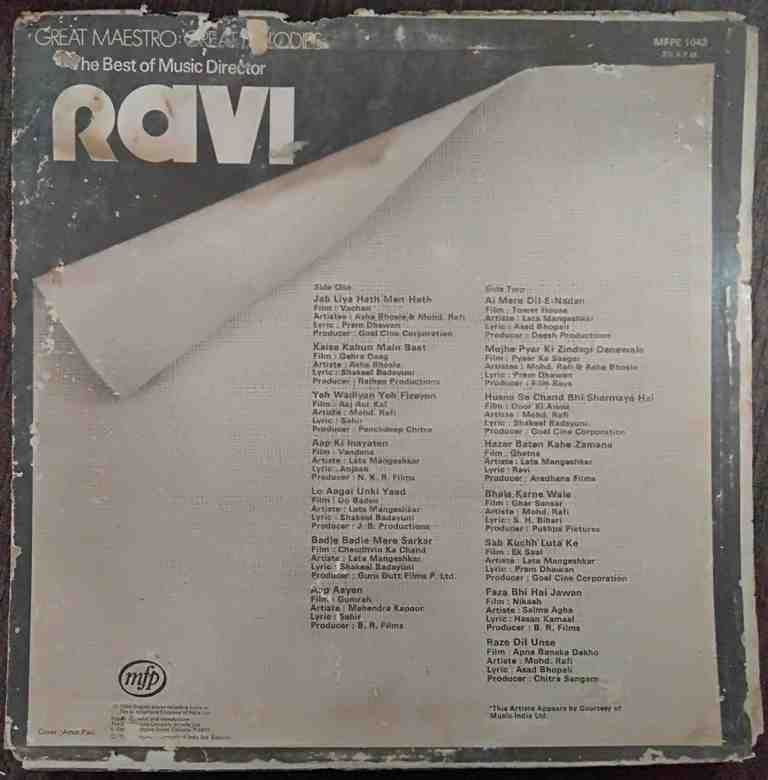 GREAT MAESTRO: GREAT MELODIES
The Best of Music Director
RAVI
MFPE 1043
Side One
Jab Liya Hath Men Hath
Film : Vachan
Artistes : Asha Bhosle & Mohd. Rafi
Lyric : Prem Dhawan
Producer : Goel Cine Corporation
Kaise Kahun Main Baat
Film : Gehra Daag
Artiste : Asha Bhosle
Lyric : Shakeel Badayuni
Producer : Rathan Productions
Yeh Wadiyan Yeh Fizayen
Film : Aaj Aur Kal
Artiste : Mohd. Rafi
Lyric : Sahir
Producer : Panchdeep Chitra
Aap Ki Inayaten
Film : Vandana
Artiste : Lata Mangeshkar
Lyric : Anjaan
Producer : N. K. R. Films
Lo Aagai Unki Yaad
Film : Do Badan
Artiste : Lata Mangeshkar
Lyric : Shakeel Badayuni
Producer : J. B. Productions
Badle Badle Mere Sarkar
Film : Chaudhvin Ka Chand
Artiste : Lata Mangeshkar
Lyric : Shakeel Badayuni
Producer : Guru Dutt Films P. Ltd.
Aap Aayen
Film : Gumrah
Artiste : Mahendra Kapoor
Lyric : Sahir
Producer : B. R. Films
Side Two
Ai Mere Dil-E-Nadan
Film : Tower House
Artiste : Lata Mangeshkar
Lyric : Asad Bhopali
Producer : Deesh Productions
Mujhe Pyar Ki Zindagi Denewale
Film : Pyaar Ka Saagar
Artistes : Mohd. Rafi & Asha Bhosle
Lyric : Prem Dhawan
Producer : Film Rays
Husna Se Chand Bhi Sharmaya Hai
Film : Door Ki Awaz
Artiste : Mohd. Rafi
Lyric : Shakeel Badayuni
Producer : Goel Cine Corporation
Hazar Baten Kahe Zamana
Film : Ghatna
Artiste : Lata Mangeshkar
Lyric : Ravi
Producer : Aradhana Films
Bhala Karne Wale
Film : Ghar Sansar
Artiste : Mohd. Rafi
Lyric : S. H. Bihari
Producer : Pushpa Pictures
Sab Kuchh Luta Ke
Film : Ek Saal
Artiste : Lata Mangeshkar
Lyric : Prem Dhawan
Producer : Goel Cine Corporation
Faza Bhi Hai Jawan
Film : Nikaah
Artiste : Salma Agha
Lyric : Hasan Kamaal
Producer : B. R. Films
Raze Dil Unse
Film : Apna Banake Dekho
Artiste : Mohd. Rafi
Lyric : Asad Bhopali
Producer : Chitra Sangam
*This Artiste Appears by Courtesy of
Music-India Ltd.
mfp
Cover :